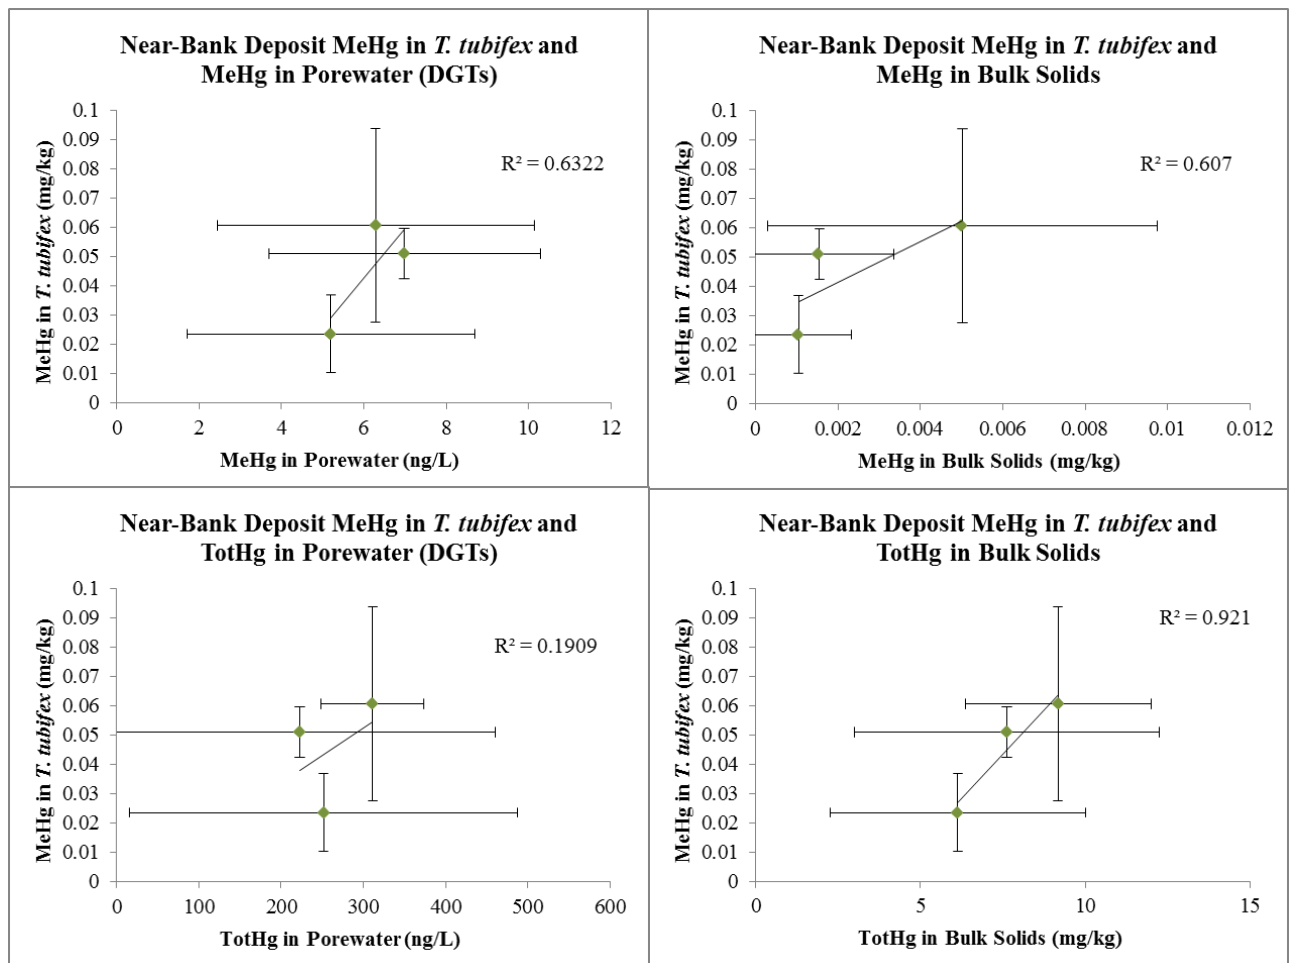 Near-Bank Deposit MeHg in T. tubifex and
MeHg in Porewater (DGTs)
0.1
0.09
0.08
0.07
0.06
0.05
0.04
0.03
0.02
0.01
0
MeHg in T. tubifex (mg/kg)
R² = 0.6322
0 2 4 6 8 10 12
MeHg in Porewater (ng/L)
Near-Bank Deposit MeHg in T. tubifex and
MeHg in Bulk Solids
0.1
0.09
0.08
0.07
0.06
0.05
0.04
0.03
0.02
0.01
0
MeHg in T. tubifex (mg/kg)
R² = 0.607
0 0.002 0.004 0.006 0.008 0.01 0.012
MeHg in Bulk Solids (mg/kg)
Near-Bank Deposit MeHg in T. tubifex and
TotHg in Porewater (DGTs)
0.1
0.09
0.08
0.07
0.06
0.05
0.04
0.03
0.02
0.01
0
MeHg in T. tubifex (mg/kg)
R² = 0.1909
0 100 200 300 400 500 600
TotHg in Porewater (ng/L)
Near-Bank Deposit MeHg in T. tubifex and
TotHg in Bulk Solids
0.1
0.09
0.08
0.07
0.06
0.05
0.04
0.03
0.02
0.01
0
MeHg in T. tubifex (mg/kg)
R² = 0.921
0 5 10 15
TotHg in Bulk Solids (mg/kg)